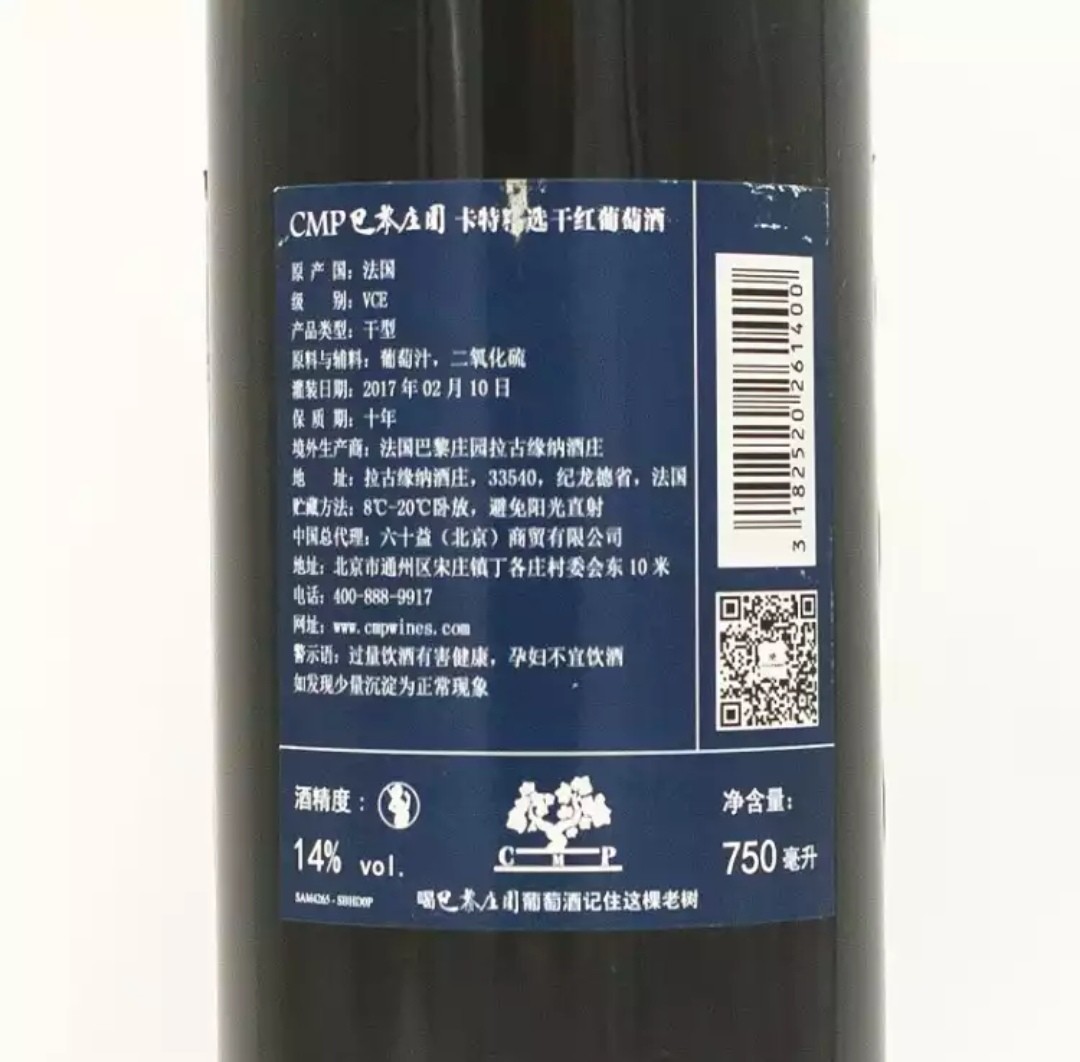 CMP巴黎庄园 卡特精选干红葡萄酒
原产国：法国
级 别：VCE
产品类型：干型
原料与辅料：葡萄汁，二氧化硫
灌装日期：2017年02月10日
保质期：十年
境外生产商：法国巴黎庄园拉古缘纳酒庄
地 址：拉古缘纳酒庄，33540，纪龙德省，法国
贮藏方法：8℃-20℃卧放，避免阳光直射
中国总代理：六十益（北京）商贸有限公司
地址：北京市通州区宋庄镇丁各庄村委会东10米
电话：400-888-9917
网址：www.cmpwines.com
警示语：过量饮酒有害健康，孕妇不宜饮酒
如发现少量沉淀为正常现象
3 182520 261400
酒精度：
14% vol.
C M P
净含量：
750毫升
喝巴黎庄园葡萄酒记住这棵老树